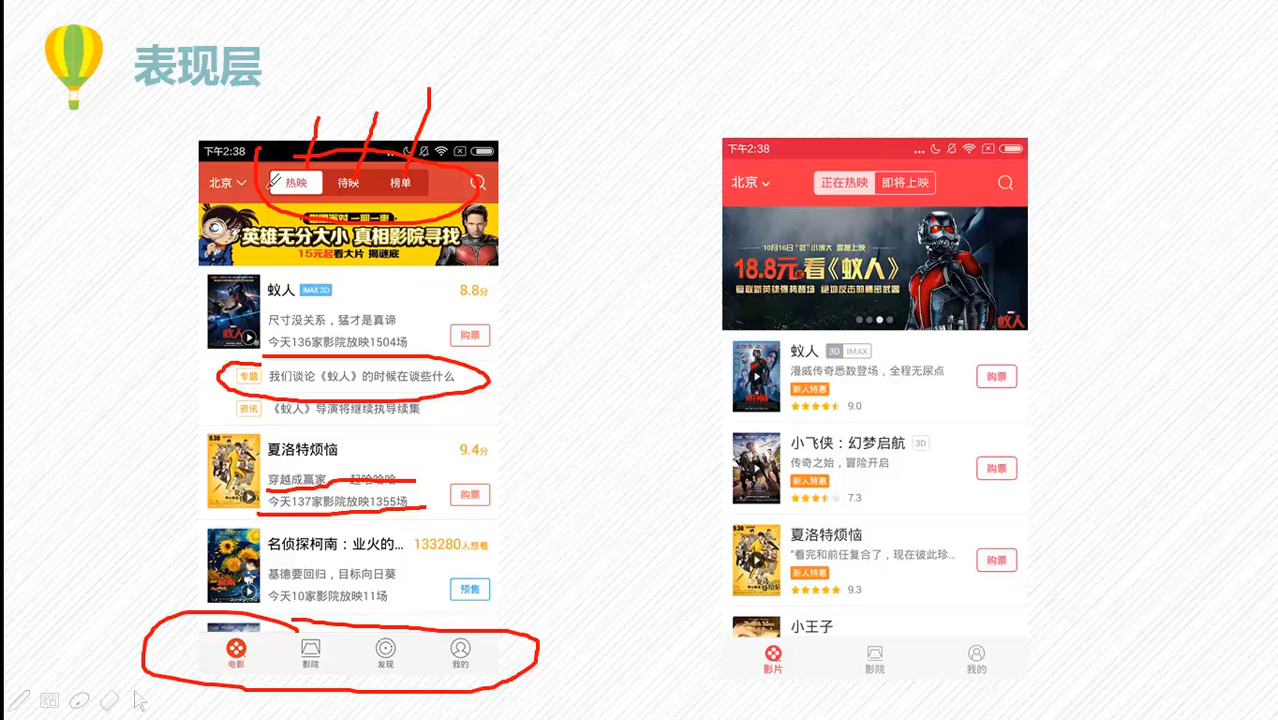 表现层
下午2:38
北京
热映
待映
榜单
英雄无分大小 真相影院寻找
15元起看大片 揭谜底
蚁人 IMAX 3D 8.8分
尺寸没关系，猛才是真谛
今天136家影院放映1504场
购票
专题 我们谈论《蚁人》的时候在谈些什么
资讯 《蚁人》导演将继续执导续集
夏洛特烦恼 9.4分
穿越成赢家，一起哈哈哈
今天137家影院放映1355场
购票
名侦探柯南：业火的... 133280人想看
基德要回归，目标向日葵
今天10家影院放映11场
预售
电影
影院
发现
我的
下午2:38
北京
正在热映
即将上映
10月16日
18.8元 看《蚁人》
蚁人
蚁人 3D IMAX
漫威传奇悉数登场，全程无尿点
新人特惠
9.0
购票
小飞侠：幻梦启航 3D
传奇之始，冒险开启
新人特惠
7.3
购票
夏洛特烦恼
“看完和前任复合了，现在彼此珍...
新人特惠
9.3
购票
小王子
影片
影院
我的